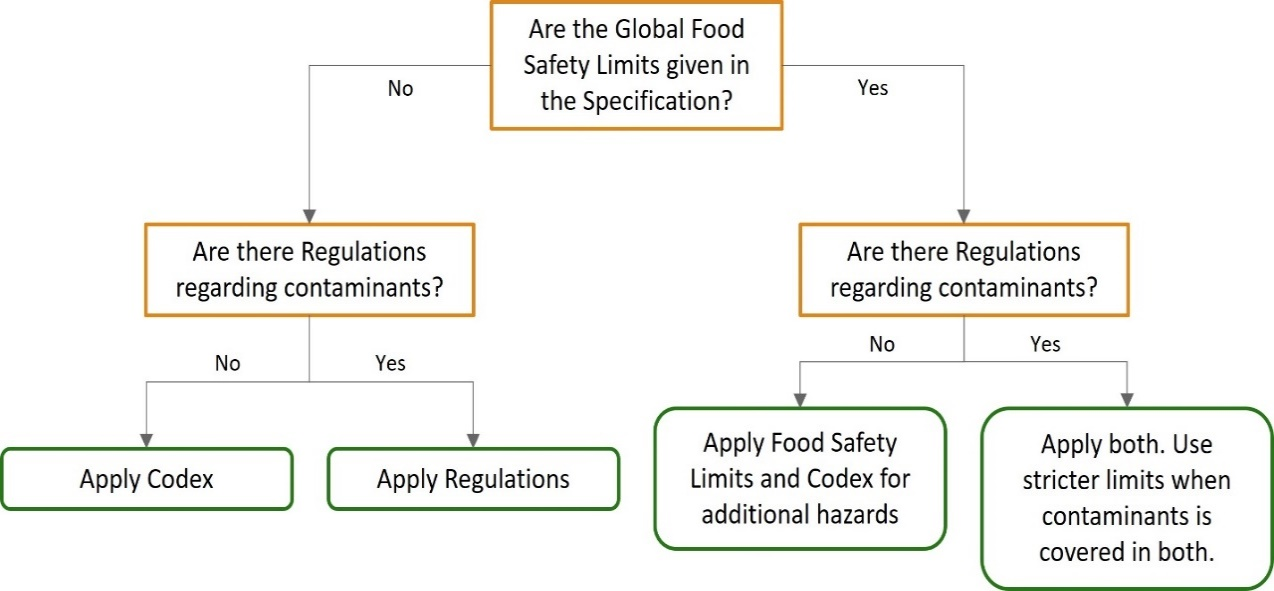 Are the Global Food
Safety Limits given in
the Specification?
No
Yes
Are there Regulations
regarding contaminants?
Are there Regulations
regarding contaminants?
No
Yes
No
Yes
Apply Codex
Apply Regulations
Apply Food Safety
Limits and Codex for
additional hazards
Apply both. Use
stricter limits when
contaminants is
covered in both.